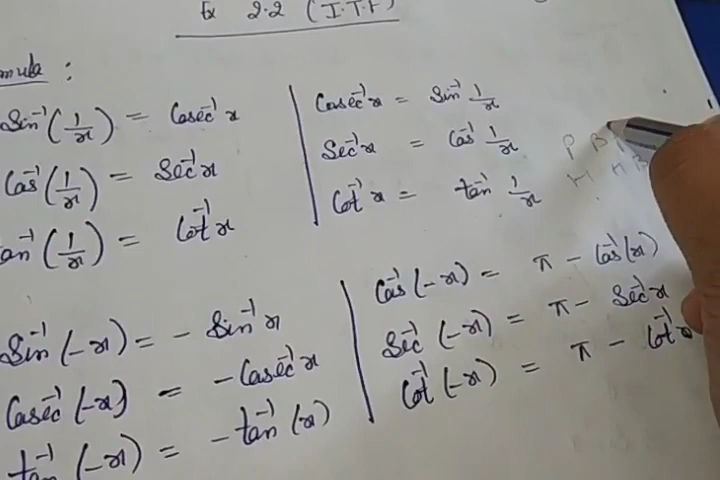 Ex 2.2 (I.T.F)
mula :
Sin⁻¹(1/x) = Cosec⁻¹x
Cos⁻¹(1/x) = Sec⁻¹x
an⁻¹(1/x) = Cot⁻¹x
Cosec⁻¹x = Sin⁻¹ 1/x
Sec⁻¹x = Cos⁻¹ 1/x
Cot⁻¹x = tan⁻¹ 1/x
P B
H H B
Sin⁻¹(-x) = - Sin⁻¹x
Cosec⁻¹(-x) = - Cosec⁻¹x
tan⁻¹(-x) = - tan⁻¹(x)
Cos⁻¹(-x) = π - Cos⁻¹(x)
Sec⁻¹(-x) = π - Sec⁻¹x
Cot⁻¹(-x) = π - Cot⁻¹x